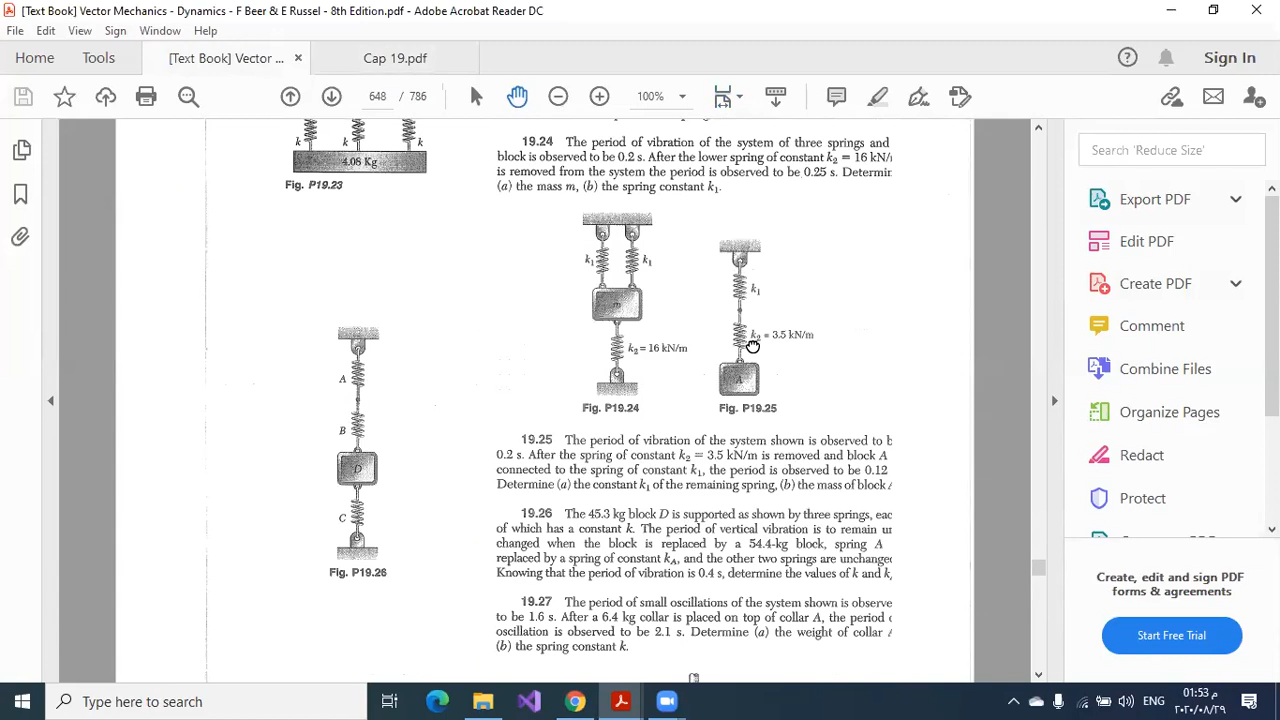 [Text Book] Vector Mechanics - Dynamics - F Beer & E Russel - 8th Edition.pdf - Adobe Acrobat Reader DC
File Edit View Sign Window Help
Home Tools [Text Book] Vector ... × Cap 19.pdf Sign In
648 / 786 100%
k k k
4.08 Kg
Fig. P19.23
19.24 The period of vibration of the system of three springs and
block is observed to be 0.2 s. After the lower spring of constant k₂ = 16 kN/
is removed from the system the period is observed to be 0.25 s. Determin
(a) the mass m, (b) the spring constant k₁.
k₁ k₁
m
k₂ = 16 kN/m
Fig. P19.24
k₁
k₂ = 3.5 kN/m
A
Fig. P19.25
A
B
D
C
Fig. P19.26
19.25 The period of vibration of the system shown is observed to b
0.2 s. After the spring of constant k₂ = 3.5 kN/m is removed and block A
connected to the spring of constant k₁, the period is observed to be 0.12
Determine (a) the constant k₁ of the remaining spring, (b) the mass of block
19.26 The 45.3 kg block D is supported as shown by three springs, eac
of which has a constant k. The period of vertical vibration is to remain un
changed when the block is replaced by a 54.4-kg block, spring A
replaced by a spring of constant kA, and the other two springs are unchange
Knowing that the period of vibration is 0.4 s, determine the values of k and k
19.27 The period of small oscillations of the system shown is observe
to be 1.6 s. After a 6.4 kg collar is placed on top of collar A, the period
oscillation is observed to be 2.1 s. Determine (a) the weight of collar
(b) the spring constant k.
Search 'Reduce Size'
Export PDF
Edit PDF
Create PDF
Comment
Combine Files
Organize Pages
Redact
Protect
Create, edit and sign PDF
forms & agreements
Start Free Trial
Type here to search
ENG
01:53 م
٢٠٢٠/٠٨/٢٩